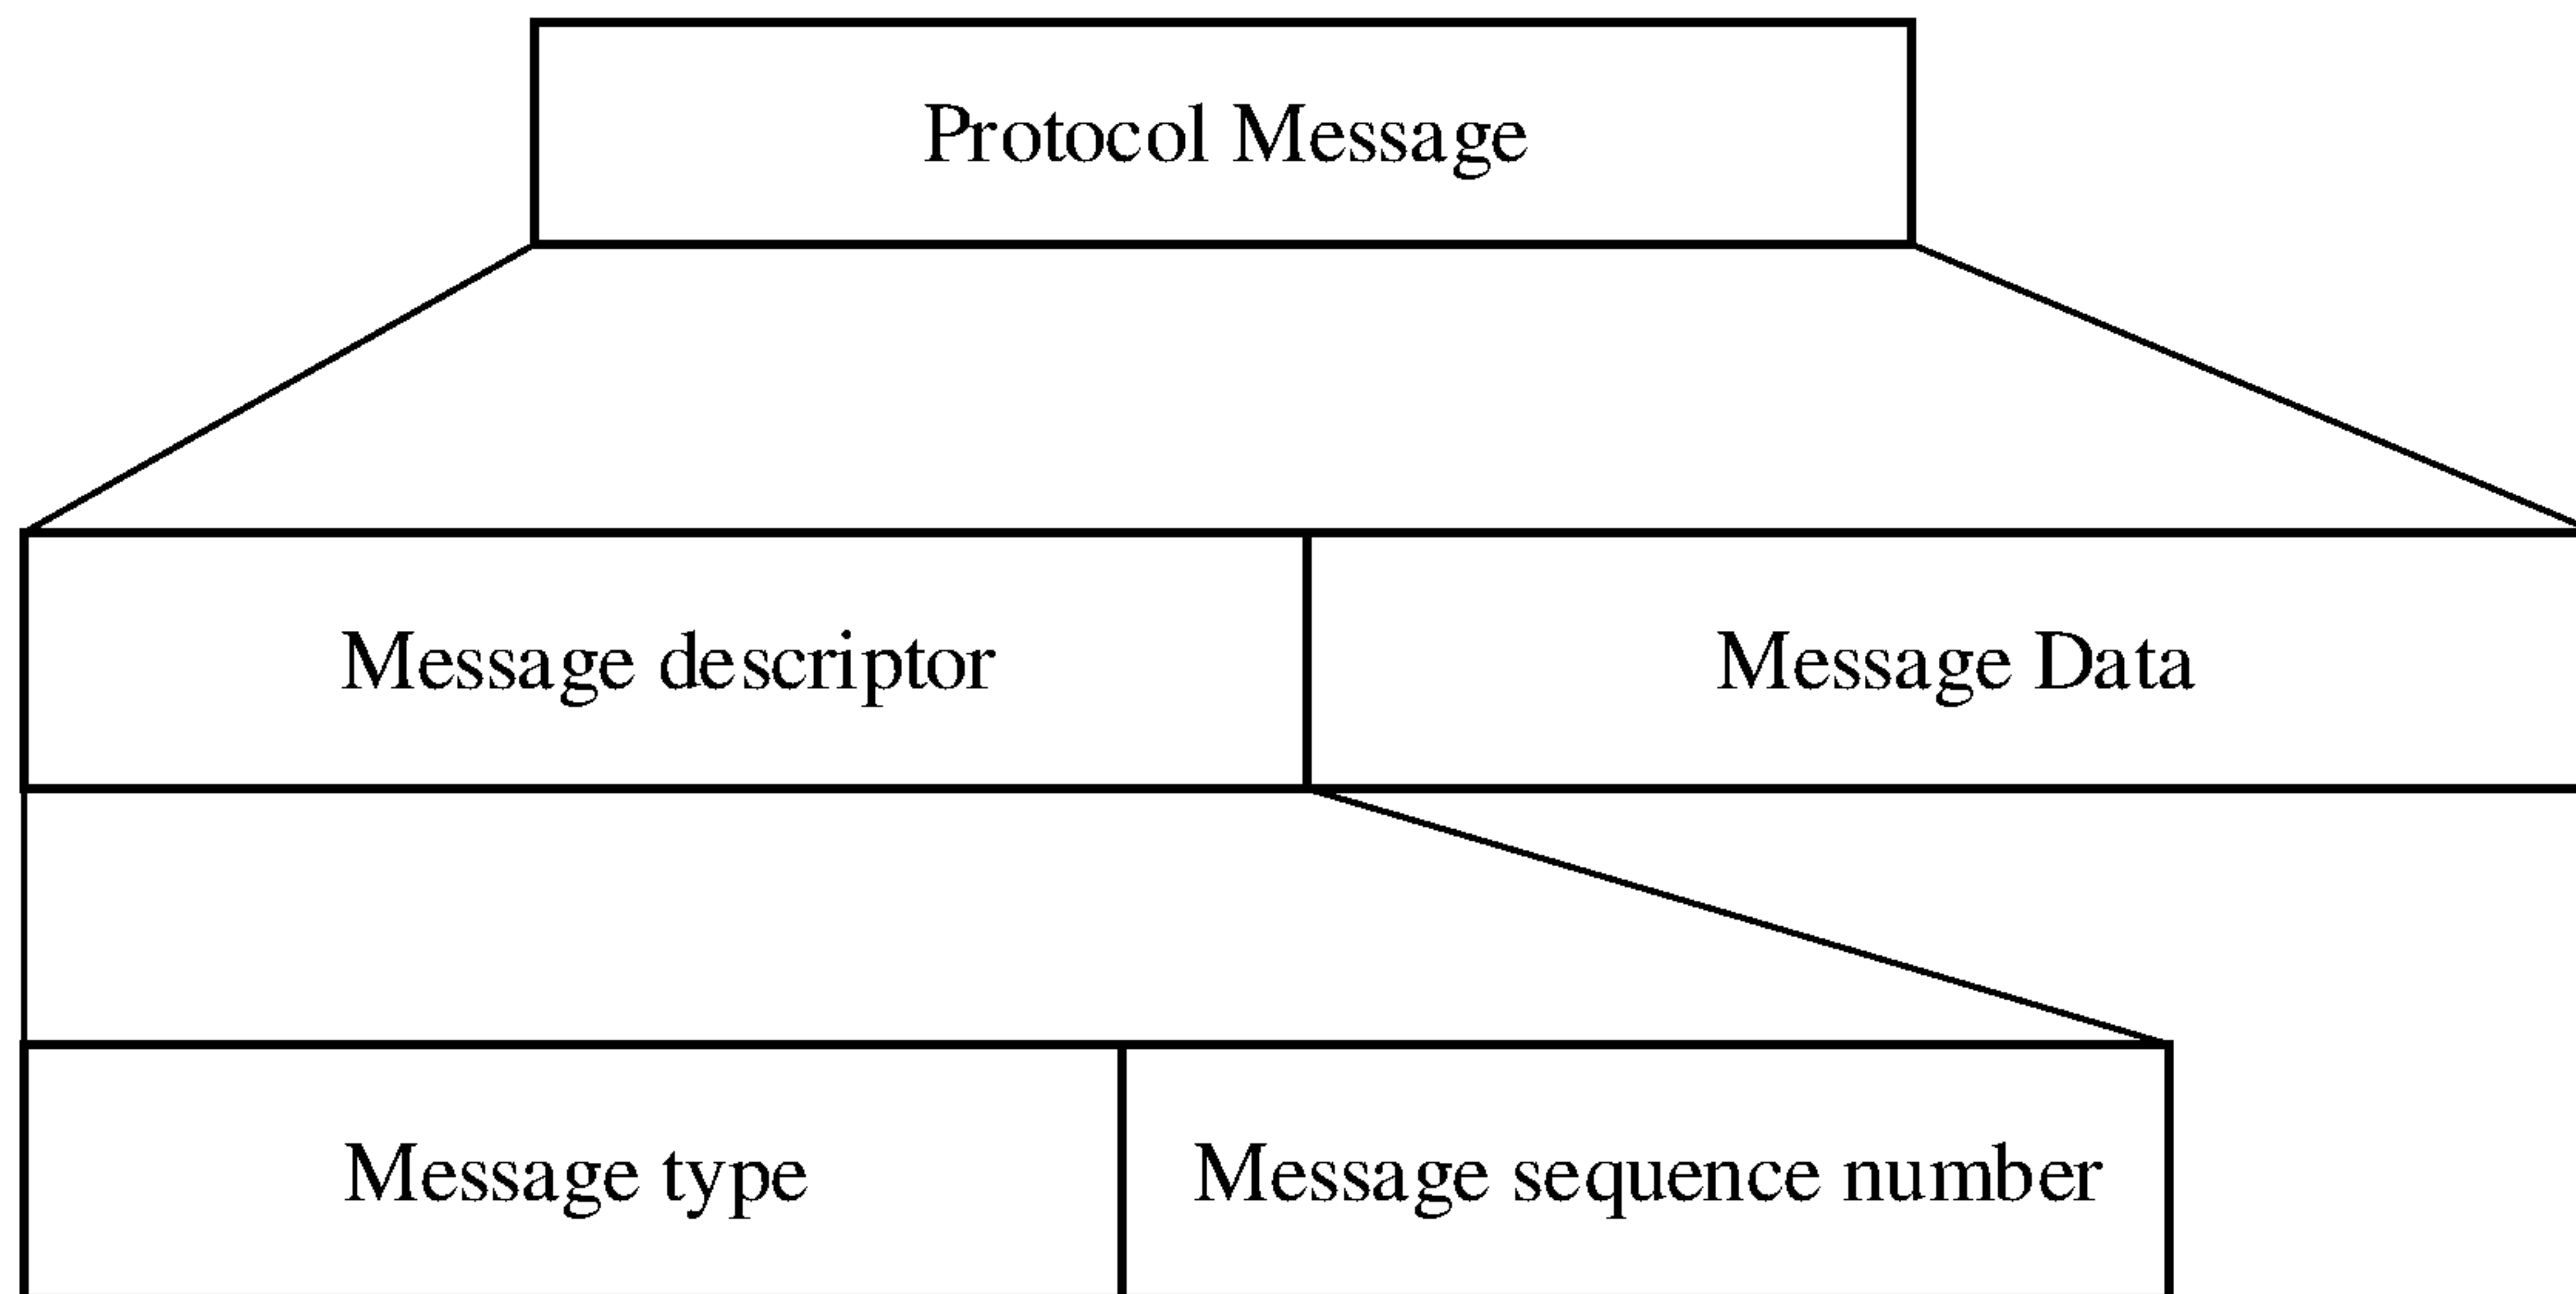 Protocol Message
Message descriptor
Message Data
Message type
Message sequence number